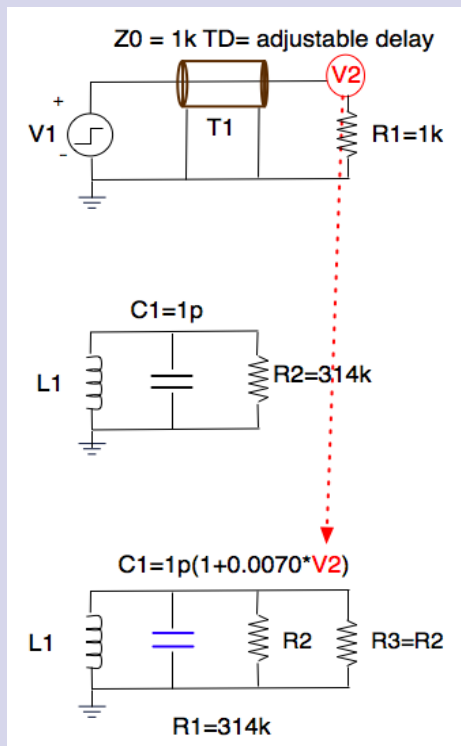 Z0 = 1k TD= adjustable delay
V2
+
V1
-
T1
R1=1k
C1=1p
L1
R2=314k
C1=1p(1+0.0070*V2)
L1
R2
R3=R2
R1=314k